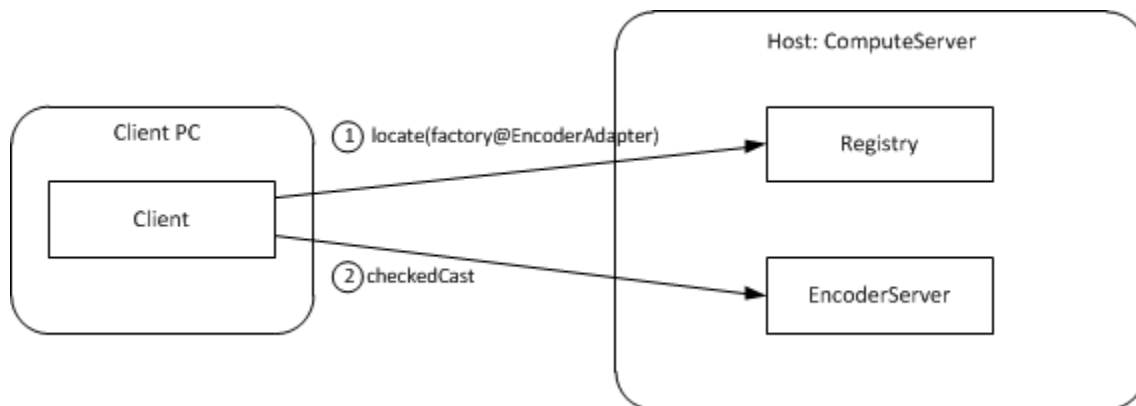 Host: ComputeServer
Client PC
1 locate(factory@EncoderAdapter)
Registry
Client
2 checkedCast
EncoderServer